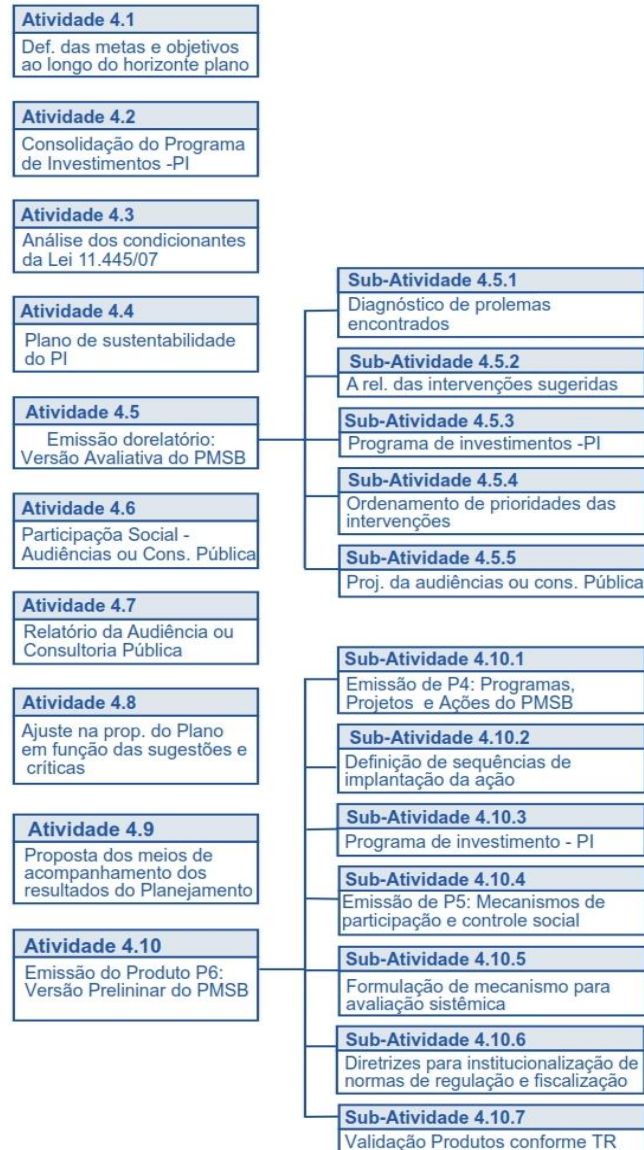 Atividade 4.1
Def. das metas e objetivos
ao longo do horizonte plano
Atividade 4.2
Consolidação do Programa
de Investimentos -PI
Atividade 4.3
Análise dos condicionantes
da Lei 11.445/07
Atividade 4.4
Plano de sustentabilidade
do PI
Atividade 4.5
Emissão dorelatório:
Versão Avaliativa do PMSB
Atividade 4.6
Participaçõa Social -
Audiências ou Cons. Pública
Atividade 4.7
Relatório da Audiência ou
Consultoria Pública
Atividade 4.8
Ajuste na prop. do Plano
em função das sugestões e
críticas
Atividade 4.9
Proposta dos meios de
acompanhamento dos
resultados do Planejamento
Atividade 4.10
Emissão do Produto P6:
Versão Prelininar do PMSB
Sub-Atividade 4.5.1
Diagnóstico de prolemas
encontrados
Sub-Atividade 4.5.2
A rel. das intervenções sugeridas
Sub-Atividade 4.5.3
Programa de investimentos -PI
Sub-Atividade 4.5.4
Ordenamento de prioridades das
intervenções
Sub-Atividade 4.5.5
Proj. da audiências ou cons. Pública
Sub-Atividade 4.10.1
Emissão de P4: Programas,
Projetos e Ações do PMSB
Sub-Atividade 4.10.2
Definição de sequências de
implantação da ação
Sub-Atividade 4.10.3
Programa de investimento - PI
Sub-Atividade 4.10.4
Emissão de P5: Mecanismos de
participação e controle social
Sub-Atividade 4.10.5
Formulação de mecanismo para
avaliação sistêmica
Sub-Atividade 4.10.6
Diretrizes para institucionalização de
normas de regulação e fiscalização
Sub-Atividade 4.10.7
Validação Produtos conforme TR